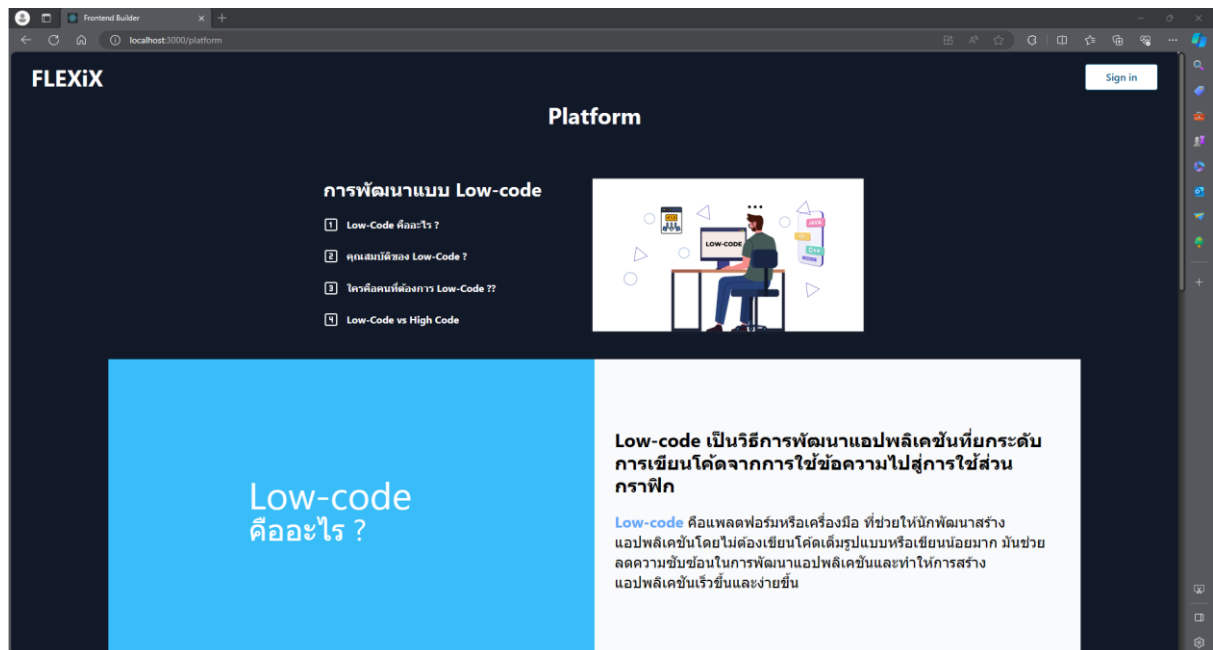 Frontend Builder
localhost:3000/platform
FLEXiX
Sign in
Platform
การพัฒนาแบบ Low-code
1 Low-Code คืออะไร ?
2 คุณสมบัติของ Low-Code ?
3 ใครคือคนที่ต้องการ Low-Code ??
4 Low-Code vs High Code
LOW-CODE
JAVA
C++
Low-code
คืออะไร ?
Low-code เป็นวิธีการพัฒนาแอปพลิเคชันที่ยกระดับ
การเขียนโค้ดจากการใช้ข้อความไปสู่การใช้ส่วน
กราฟิก
Low-code คือแพลตฟอร์มหรือเครื่องมือ ที่ช่วยให้นักพัฒนาสร้าง
แอปพลิเคชันโดยไม่ต้องเขียนโค้ดเต็มรูปแบบหรือเขียนน้อยมาก มันช่วย
ลดความซับซ้อนในการพัฒนาแอปพลิเคชันและทำให้การสร้าง
แอปพลิเคชันเร็วขึ้นและง่ายขึ้น